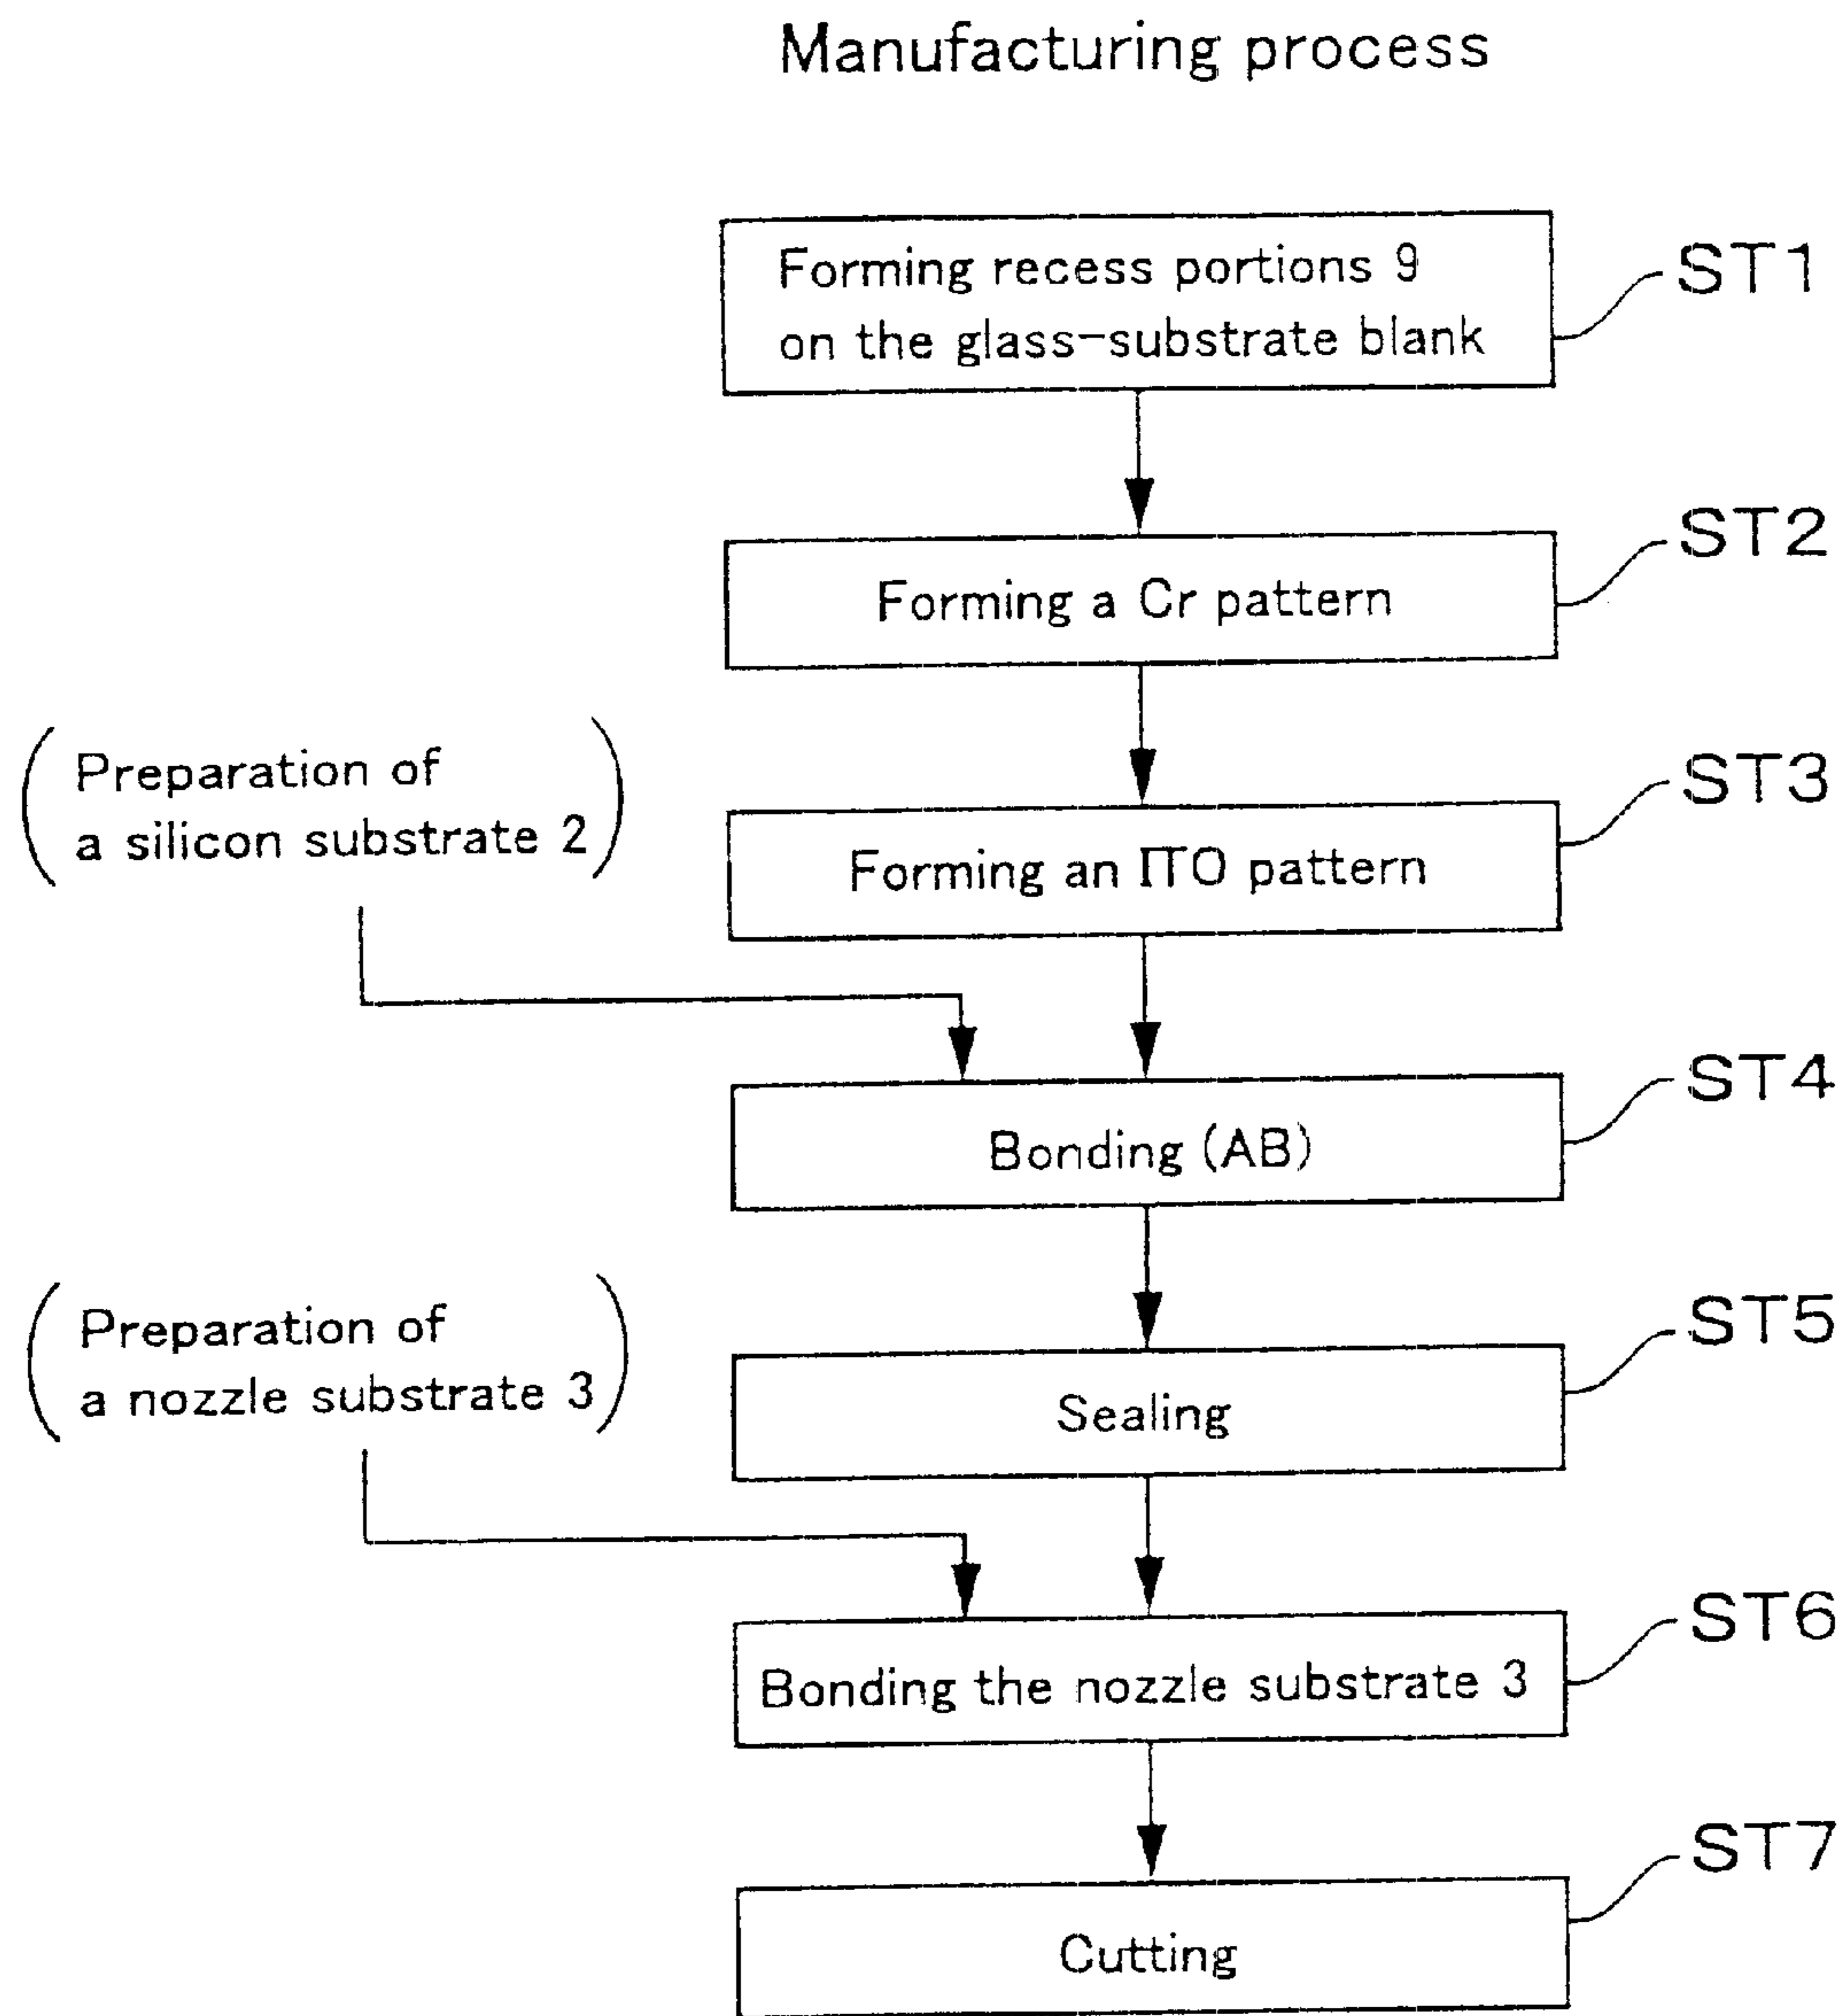 Manufacturing process
Forming recess portions 9
on the glass-substrate blank
ST1
Forming a Cr pattern
ST2
Preparation of
a silicon substrate 2
Forming an ITO pattern
ST3
Bonding (AB)
ST4
Preparation of
a nozzle substrate 3
Sealing
ST5
Bonding the nozzle substrate 3
ST6
Cutting
ST7